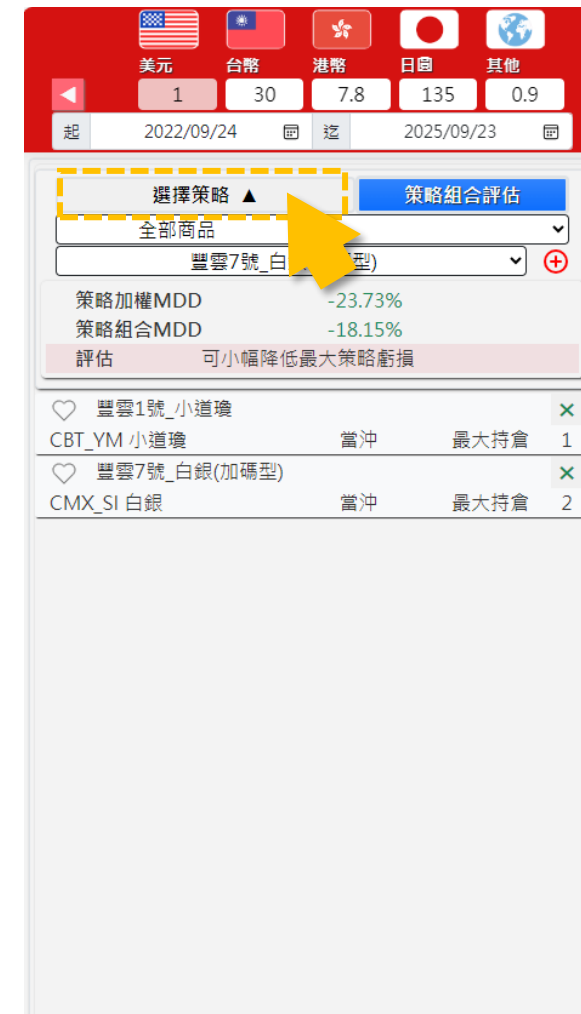 美元 台幣 港幣 日圓 其他
1 30 7.8 135 0.9
起 2022/09/24 迄 2025/09/23
選擇策略 ▲ 策略組合評估
全部商品
豐雲7號_白 型)
策略加權MDD -23.73%
策略組合MDD -18.15%
評估 可小幅降低最大策略虧損
豐雲1號_小道瓊
CBT_YM 小道瓊 當沖 最大持倉 1
豐雲7號_白銀(加碼型)
CMX_SI 白銀 當沖 最大持倉 2